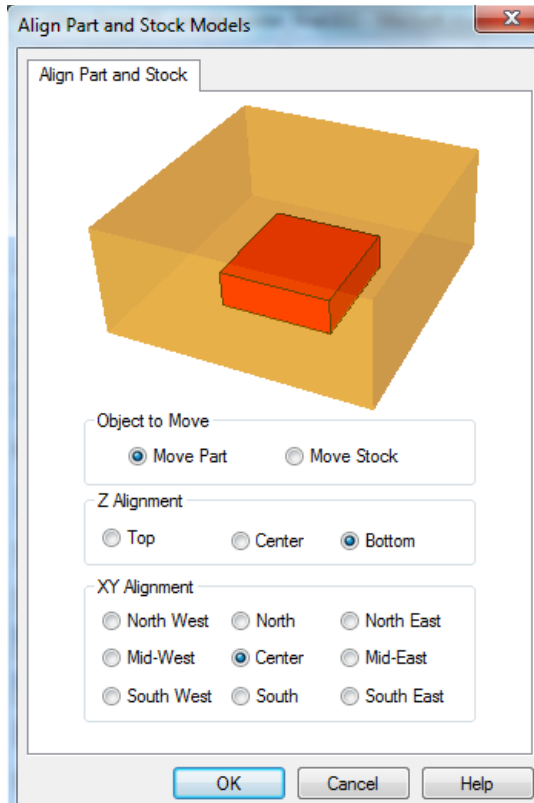 Align Part and Stock Models
Align Part and Stock
Object to Move
Move Part Move Stock
Z Alignment
Top Center Bottom
XY Alignment
North West North North East
Mid-West Center Mid-East
South West South South East
OK Cancel Help